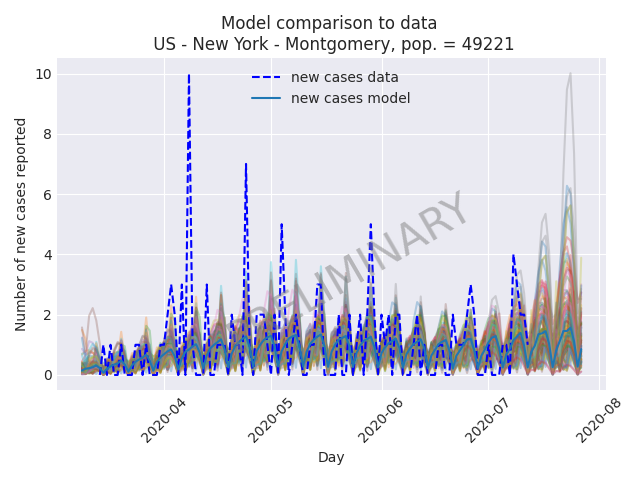 Model comparison to data
US - New York - Montgomery, pop. = 49221
new cases data
new cases model
Number of new cases reported
10
8
6
4
2
0
2020-04
2020-05
2020-06
2020-07
2020-08
Day